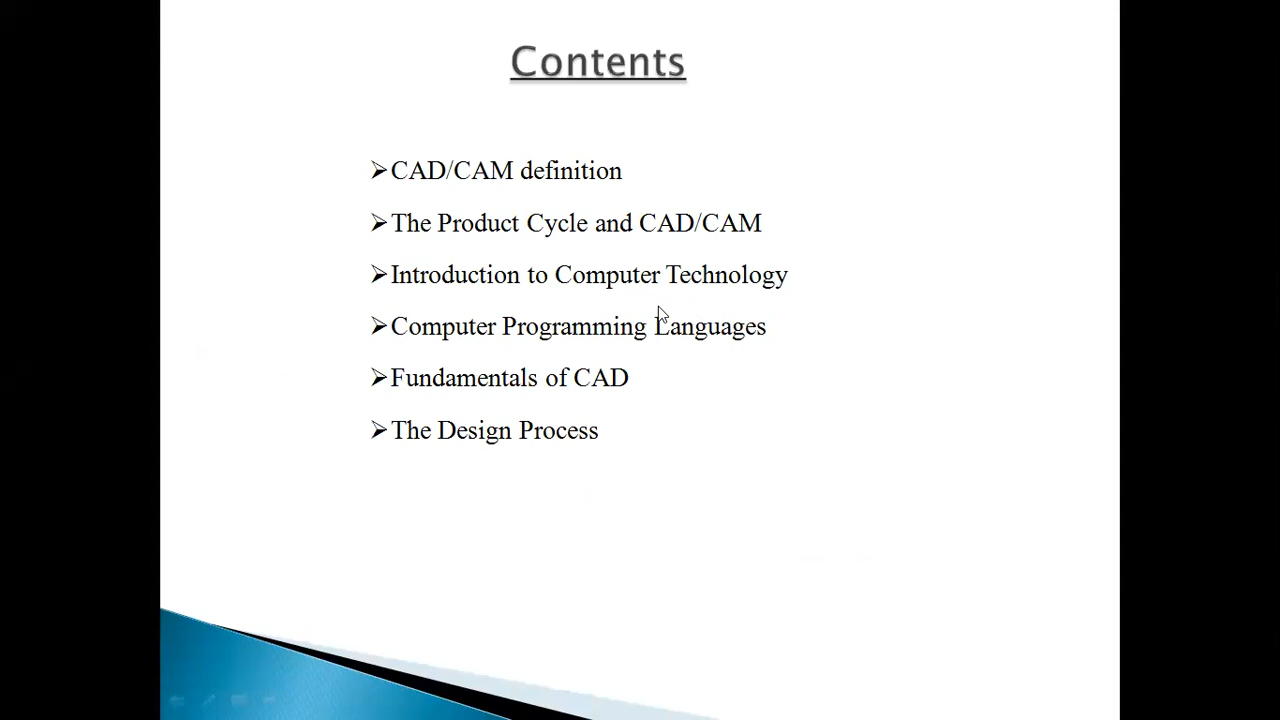 Contents
➢CAD/CAM definition
➢The Product Cycle and CAD/CAM
➢Introduction to Computer Technology
➢Computer Programming Languages
➢Fundamentals of CAD
➢The Design Process